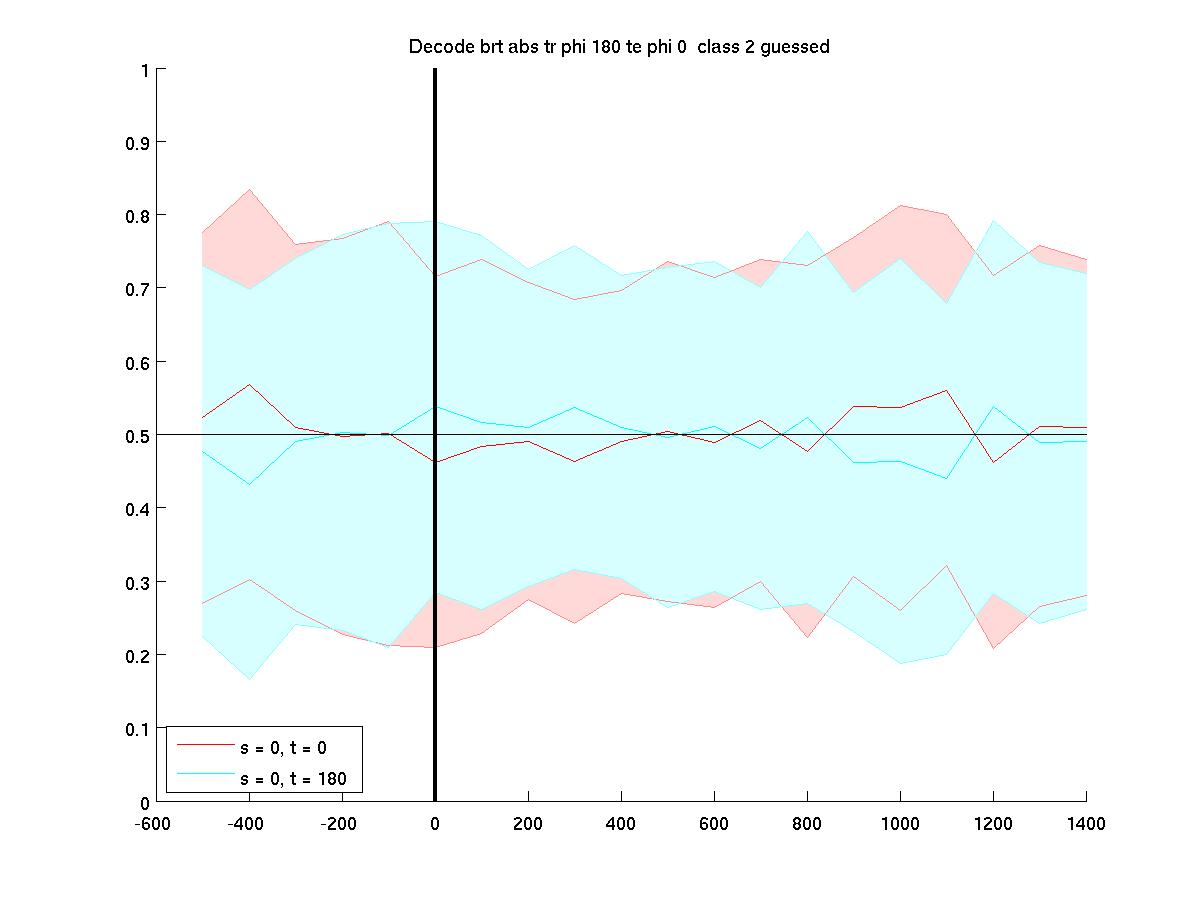 Decode brt abs tr phi 180 te phi 0  class 2 guessed
1
0.9
0.8
0.7
0.6
0.5
0.4
0.3
0.2
0.1
0
s = 0, t = 0
s = 0, t = 180
-600 -400 -200 0 200 400 600 800 1000 1200 1400